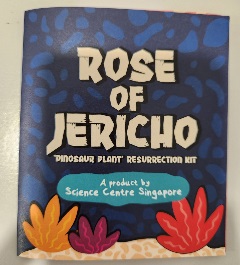 ROSE
OF
JERICHO
'DINOSAUR PLANT' RESURRECTION KIT
A product by
Science Centre Singapore